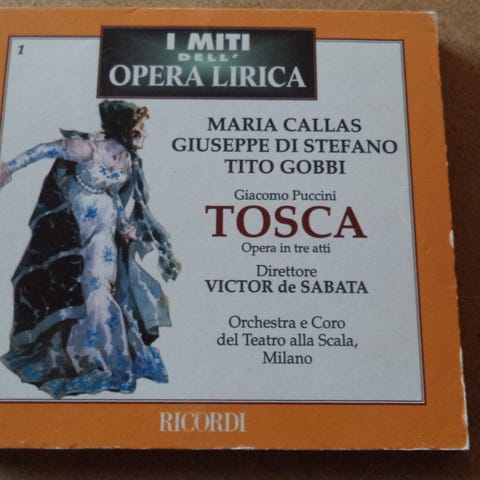 1
I MITI
DELL'
OPERA LIRICA
MARIA CALLAS
GIUSEPPE DI STEFANO
TITO GOBBI
Giacomo Puccini
TOSCA
Opera in tre atti
Direttore
VICTOR de SABATA
Orchestra e Coro
del Teatro alla Scala,
Milano
RICORDI